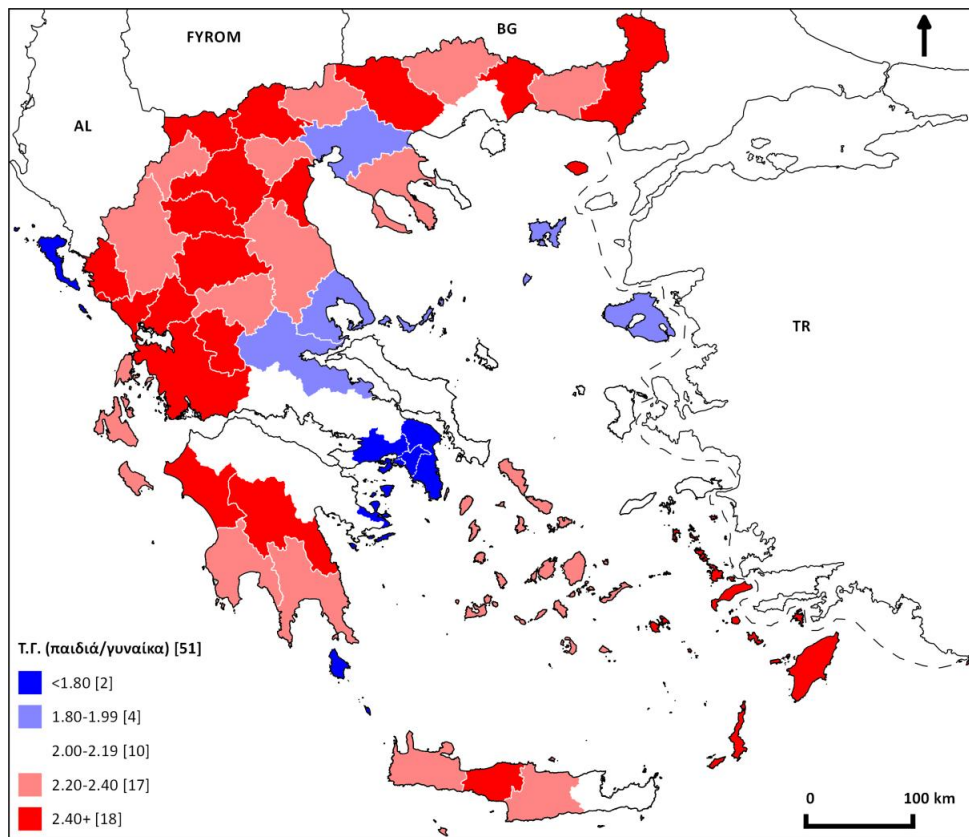 FYROM
BG
AL
TR
Τ.Γ. (παιδιά/γυναίκα) [51]
<1.80 [2]
1.80-1.99 [4]
2.00-2.19 [10]
2.20-2.40 [17]
2.40+ [18]
0 100 km